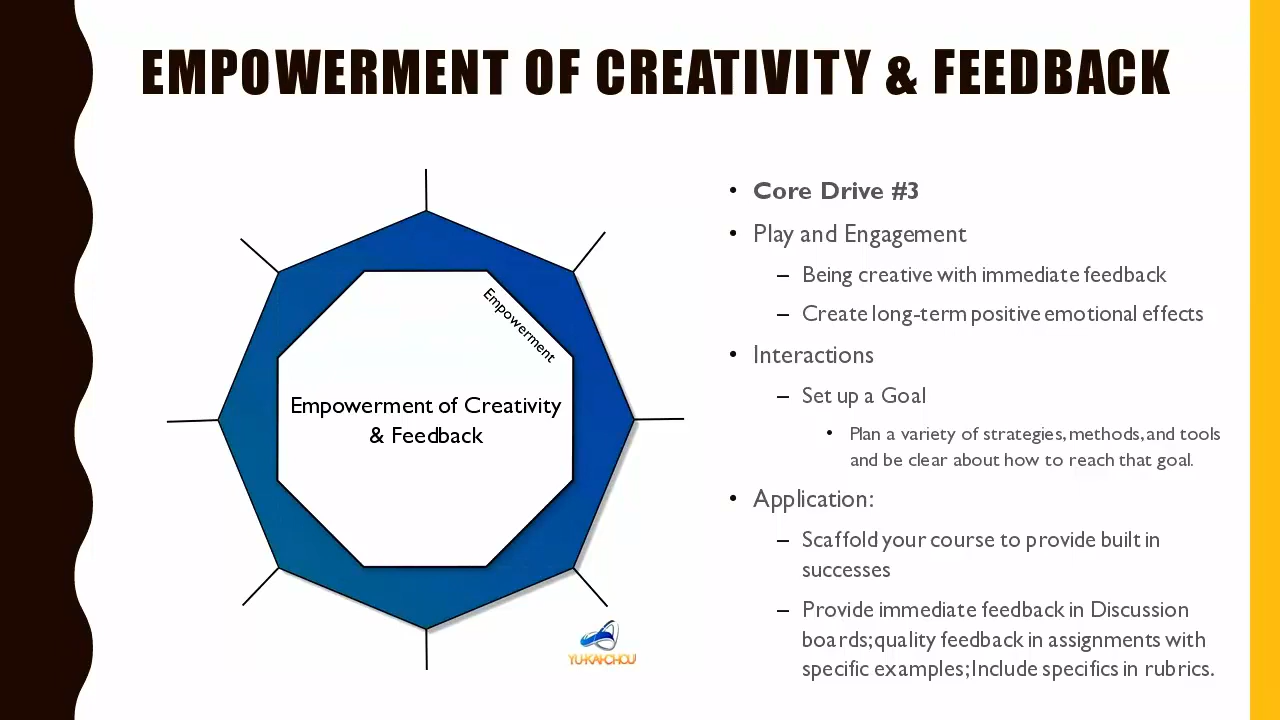 EMPOWERMENT OF CREATIVITY & FEEDBACK
Empowerment
Empowerment of Creativity
& Feedback
YU-KAI CHOU
• Core Drive #3
• Play and Engagement
– Being creative with immediate feedback
– Create long-term positive emotional effects
• Interactions
– Set up a Goal
• Plan a variety of strategies, methods, and tools
and be clear about how to reach that goal.
• Application:
– Scaffold your course to provide built in
successes
– Provide immediate feedback in Discussion
boards; quality feedback in assignments with
specific examples; Include specifics in rubrics.